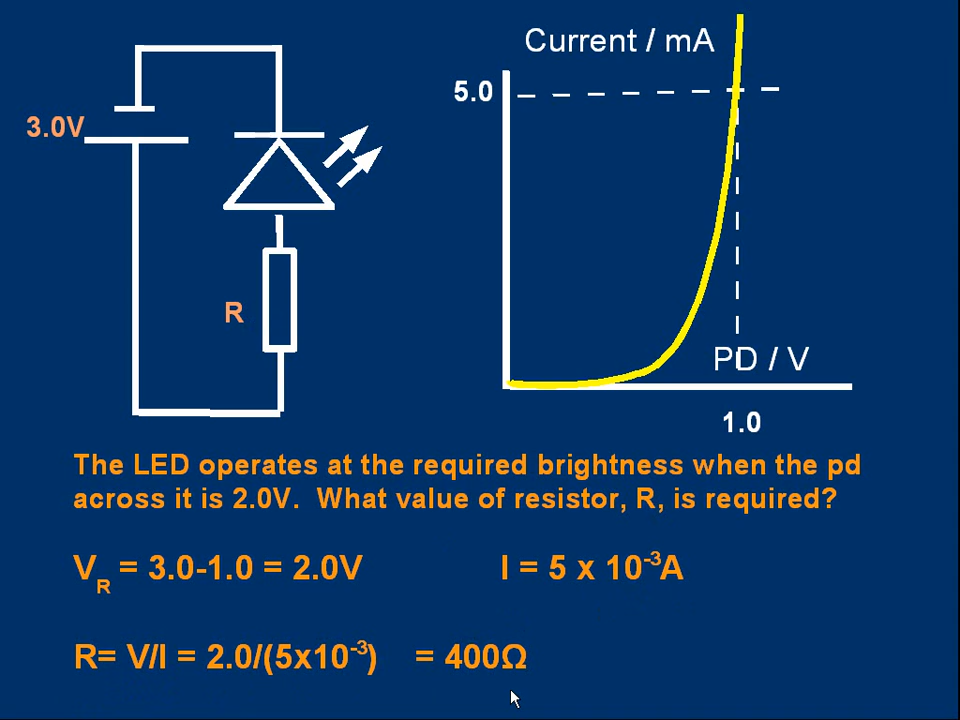 Current / mA
5.0
3.0V
R
PD / V
1.0
The LED operates at the required brightness when the pd
across it is 2.0V. What value of resistor, R, is required?
VR = 3.0-1.0 = 2.0V I = 5 x 10-3A
R= V/I = 2.0/(5x10-3) = 400Ω